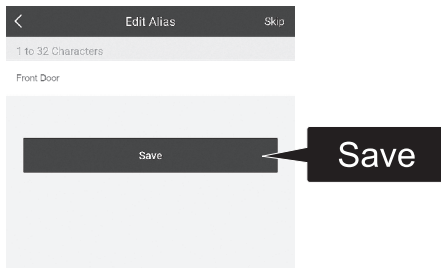 Edit Alias Skip
1 to 32 Characters
Front Door
Save
Save